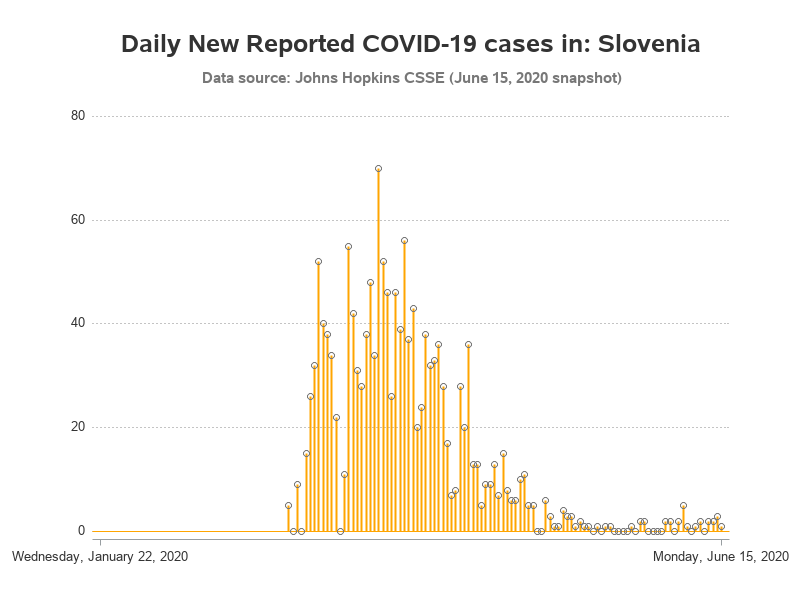 Daily New Reported COVID-19 cases in: Slovenia
Data source: Johns Hopkins CSSE (June 15, 2020 snapshot)
80
60
40
20
0
Wednesday, January 22, 2020
Monday, June 15, 2020